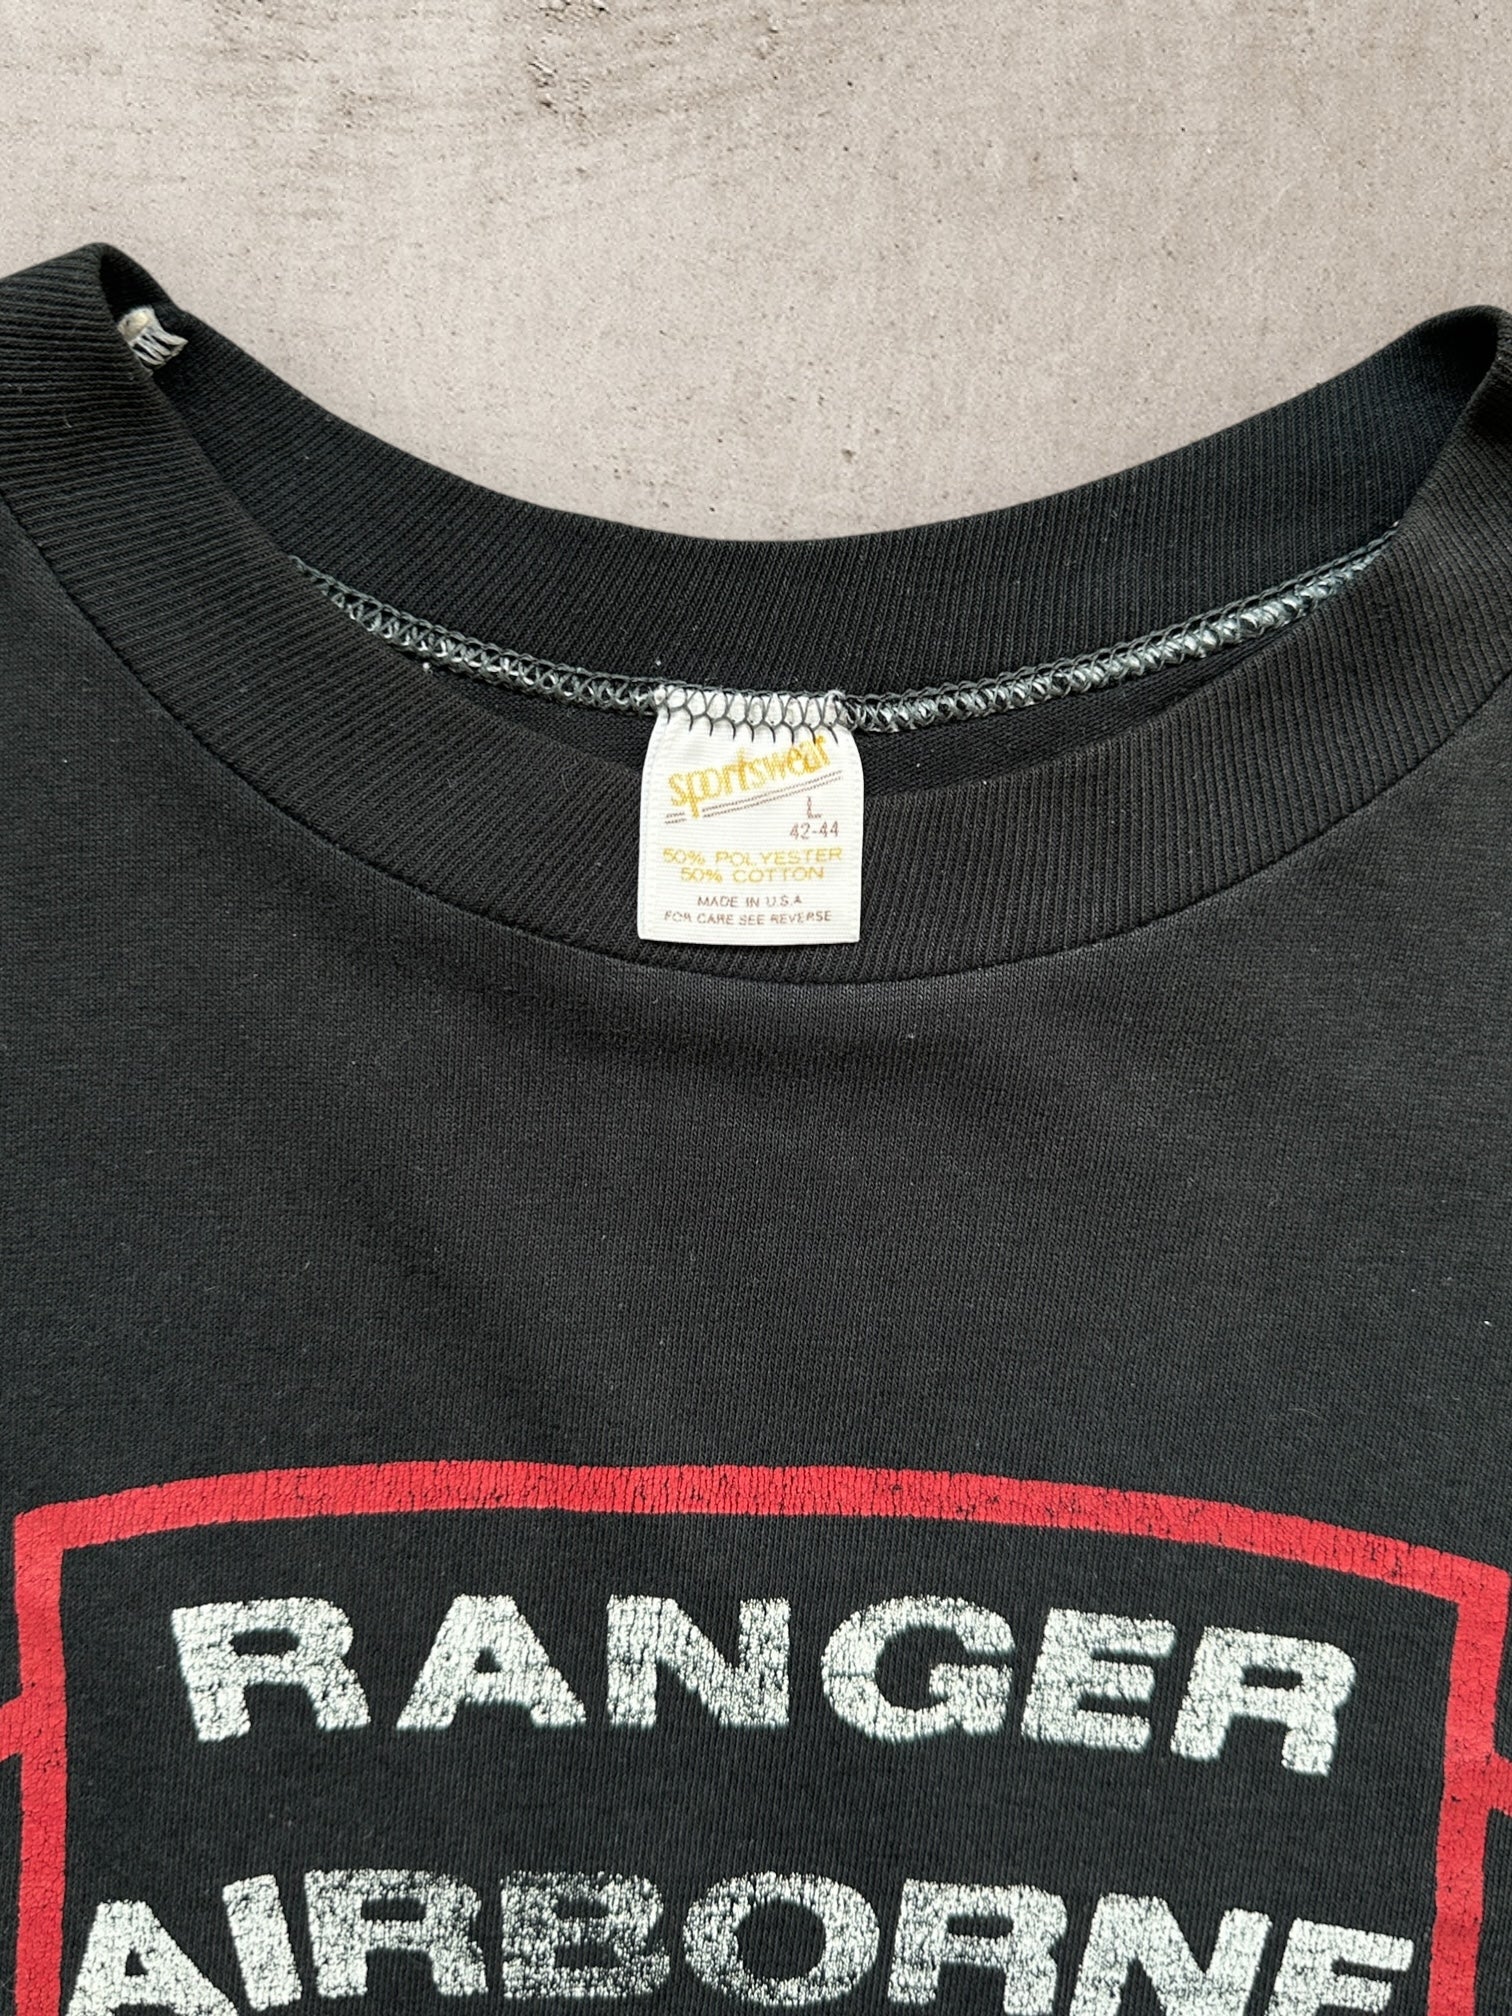 sportswear
L
42-44
50% POLYESTER
50% COTTON
MADE IN U.S.A
FOR CARE SEE REVERSE
RANGER
AIRBORNE